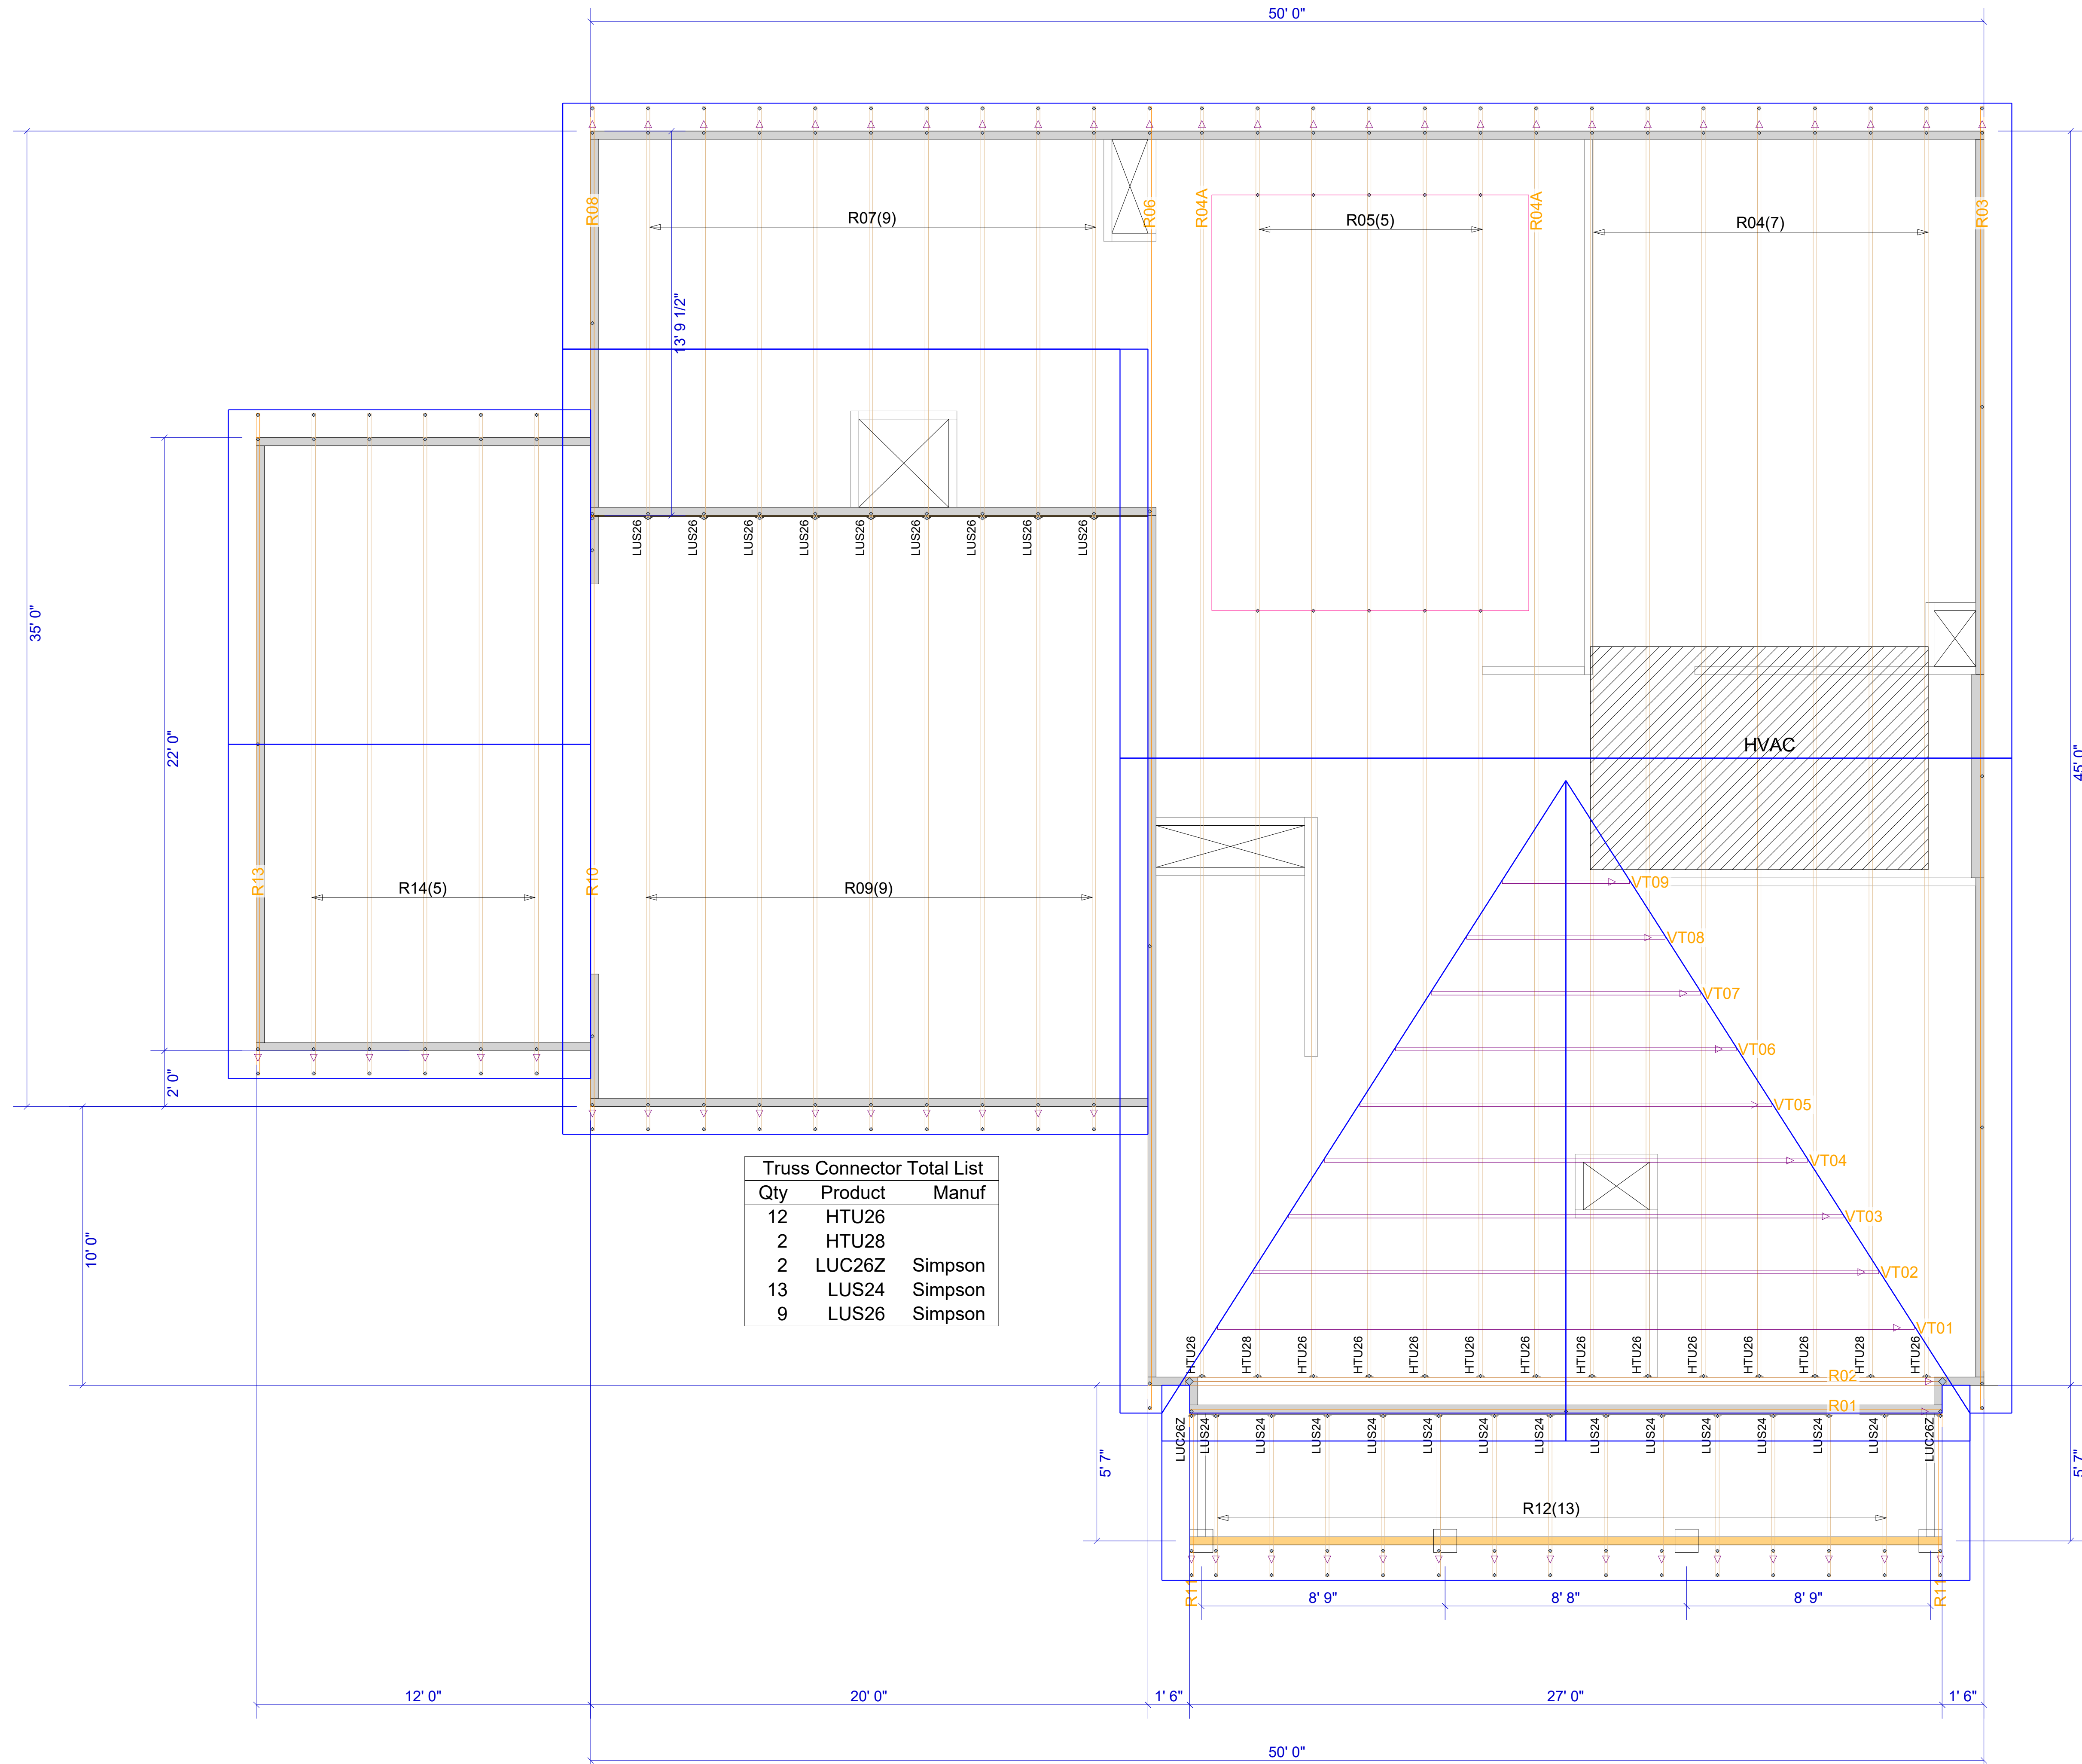 50' 0"
R08
R07(9)
R06
R04A
R05(5)
R04A
R04(7)
R03
13' 9 1/2"
35' 0"
45' 0"
LUS26
LUS26
LUS26
LUS26
LUS26
LUS26
LUS26
LUS26
LUS26
22' 0"
HVAC
R13
R14(5)
R10
R09(9)
VT09
VT08
VT07
VT06
VT05
VT04
VT03
VT02
VT01
2' 0"
10' 0"
Truss Connector Total List
Qty Product Manuf
12 HTU26
2 HTU28
2 LUC26Z Simpson
13 LUS24 Simpson
9 LUS26 Simpson
HTU26
HTU28
HTU26
HTU26
HTU26
HTU26
HTU26
HTU26
HTU26
HTU26
HTU26
HTU26
HTU28
HTU26
R02
R01
LUC26Z
LUS24
LUS24
LUS24
LUS24
LUS24
LUS24
LUS24
LUS24
LUS24
LUS24
LUS24
LUS24
LUS24
LUC26Z
5' 7"
5' 7"
R12(13)
R11
R11
8' 9"
8' 8"
8' 9"
12' 0"
20' 0"
1' 6"
27' 0"
1' 6"
50' 0"